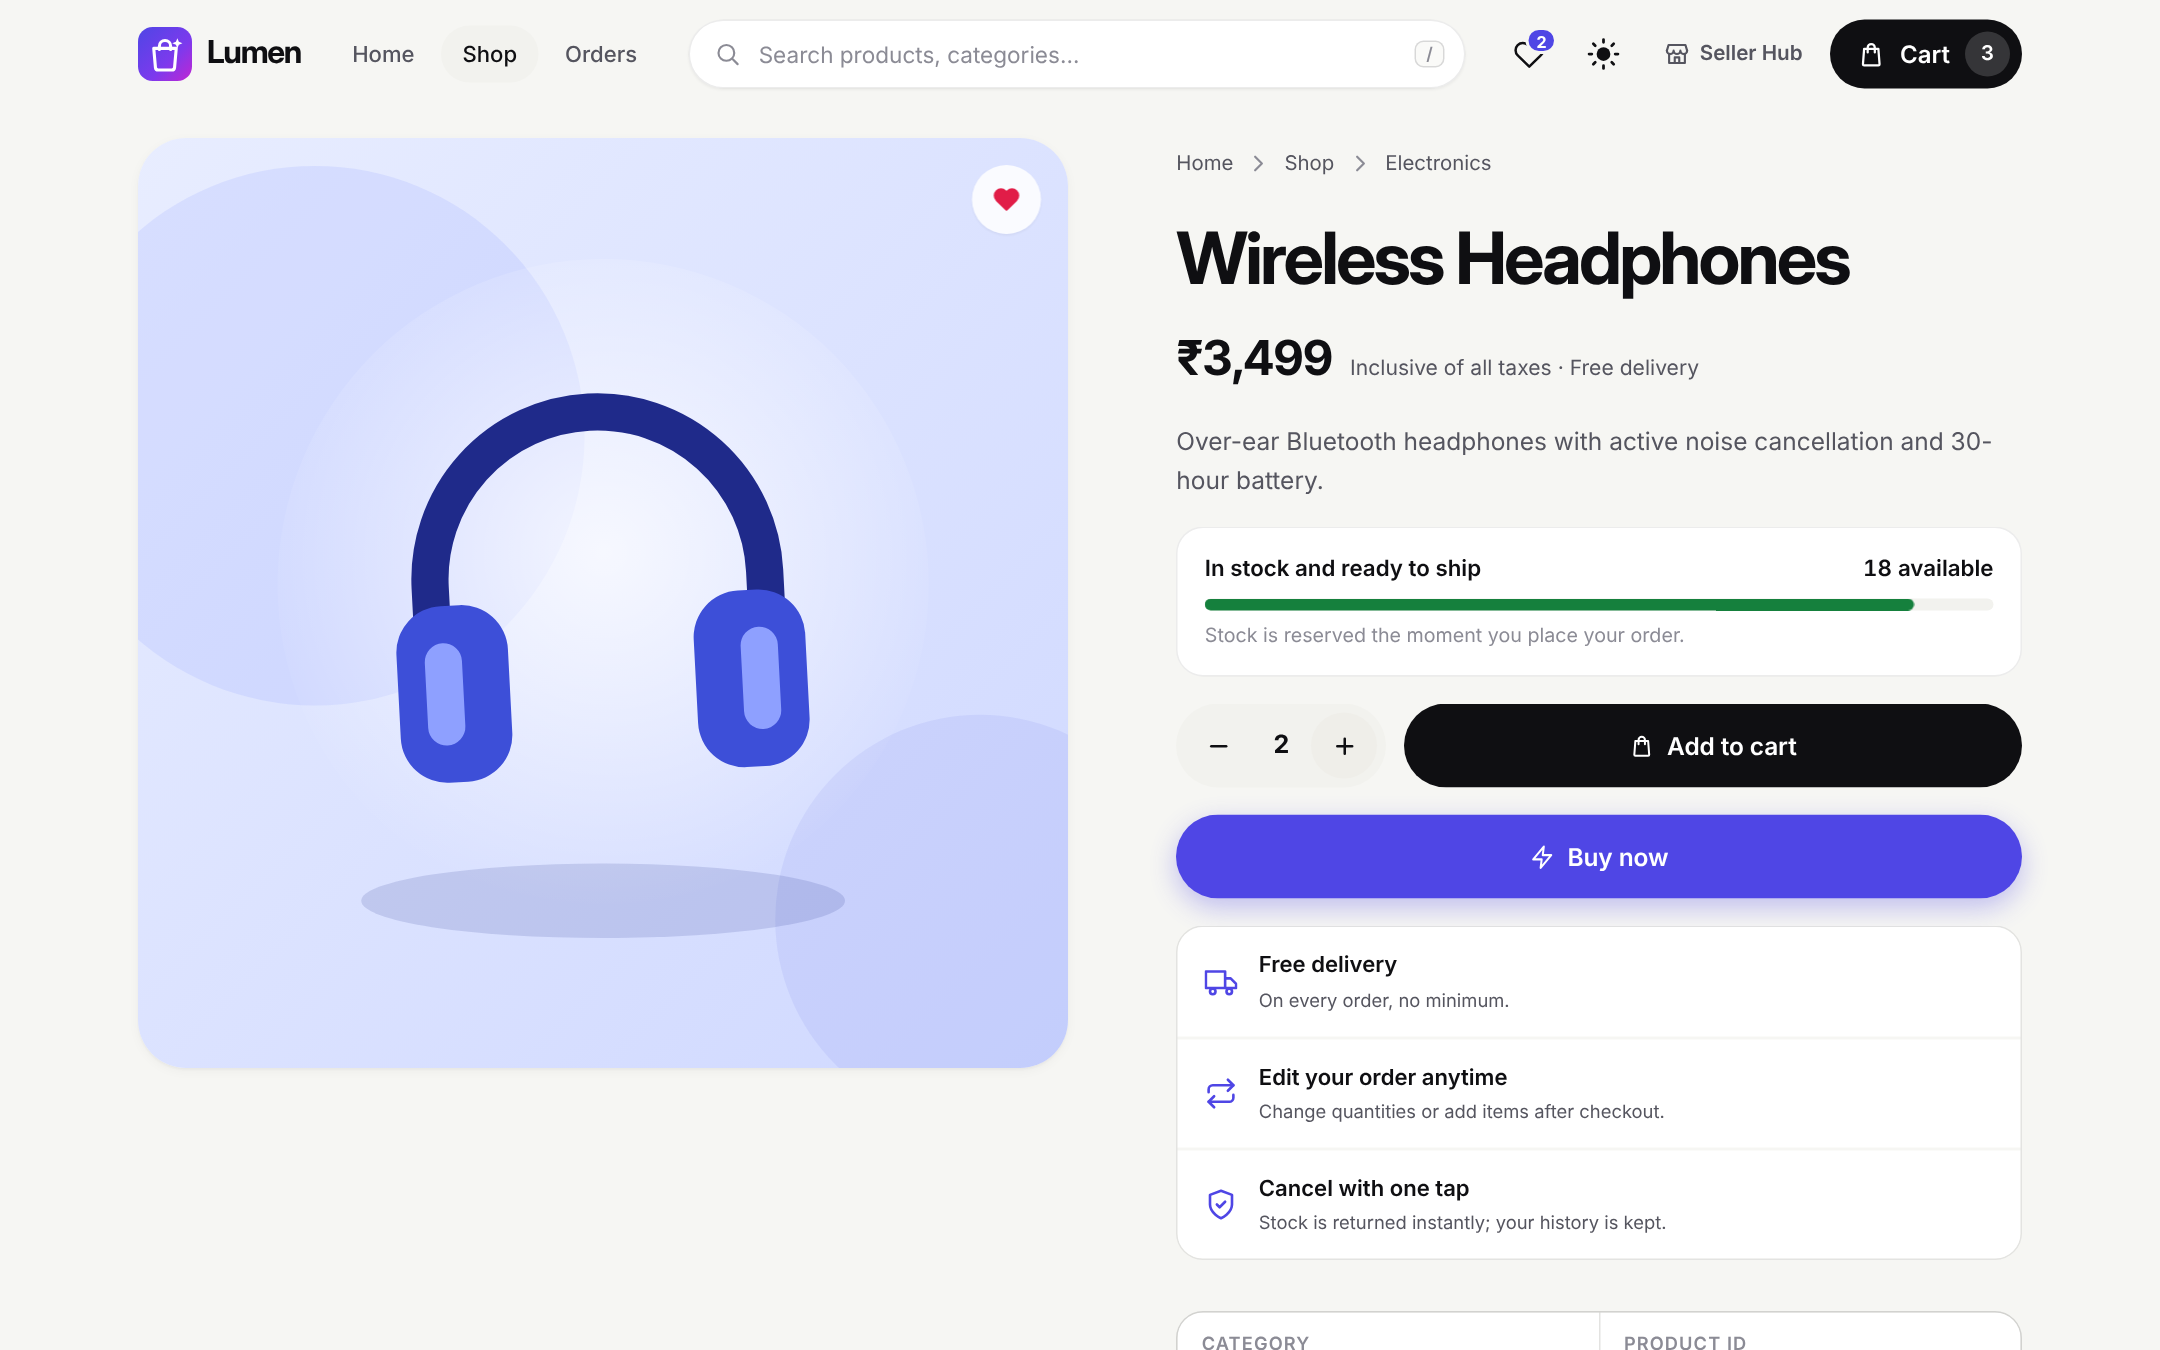 Lumen
Home
Shop
Orders
Search products, categories...
/
2
Seller Hub
Cart
3
Home
Shop
Electronics
Wireless Headphones
₹3,499
Inclusive of all taxes · Free delivery
Over-ear Bluetooth headphones with active noise cancellation and 30-
hour battery.
In stock and ready to ship
18 available
Stock is reserved the moment you place your order.
2
Add to cart
Buy now
Free delivery
On every order, no minimum.
Edit your order anytime
Change quantities or add items after checkout.
Cancel with one tap
Stock is returned instantly; your history is kept.
CATEGORY
PRODUCT ID